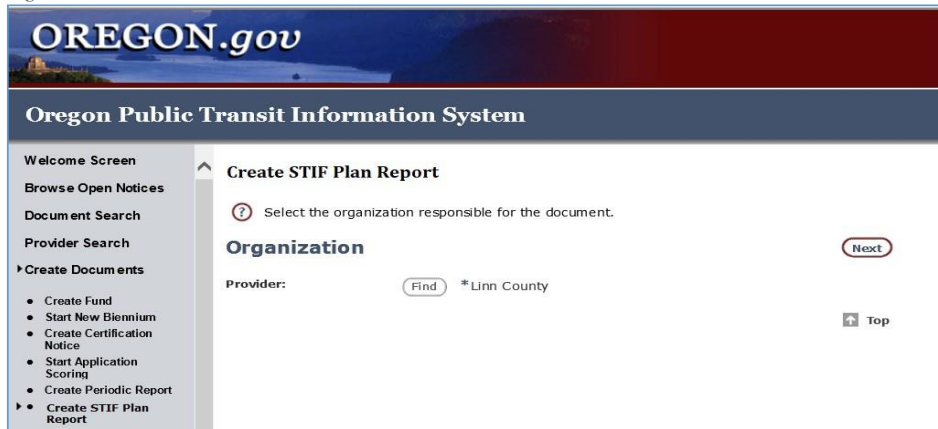 OREGON.gov
Oregon Public Transit Information System
Welcome Screen
Browse Open Notices
Document Search
Provider Search
Create Documents
Create Fund
Start New Biennium
Create Certification
Notice
Start Application
Scoring
Create Periodic Report
Create STIF Plan
Report
Create STIF Plan Report
? Select the organization responsible for the document.
Organization
Next
Provider: Find *Linn County
Top